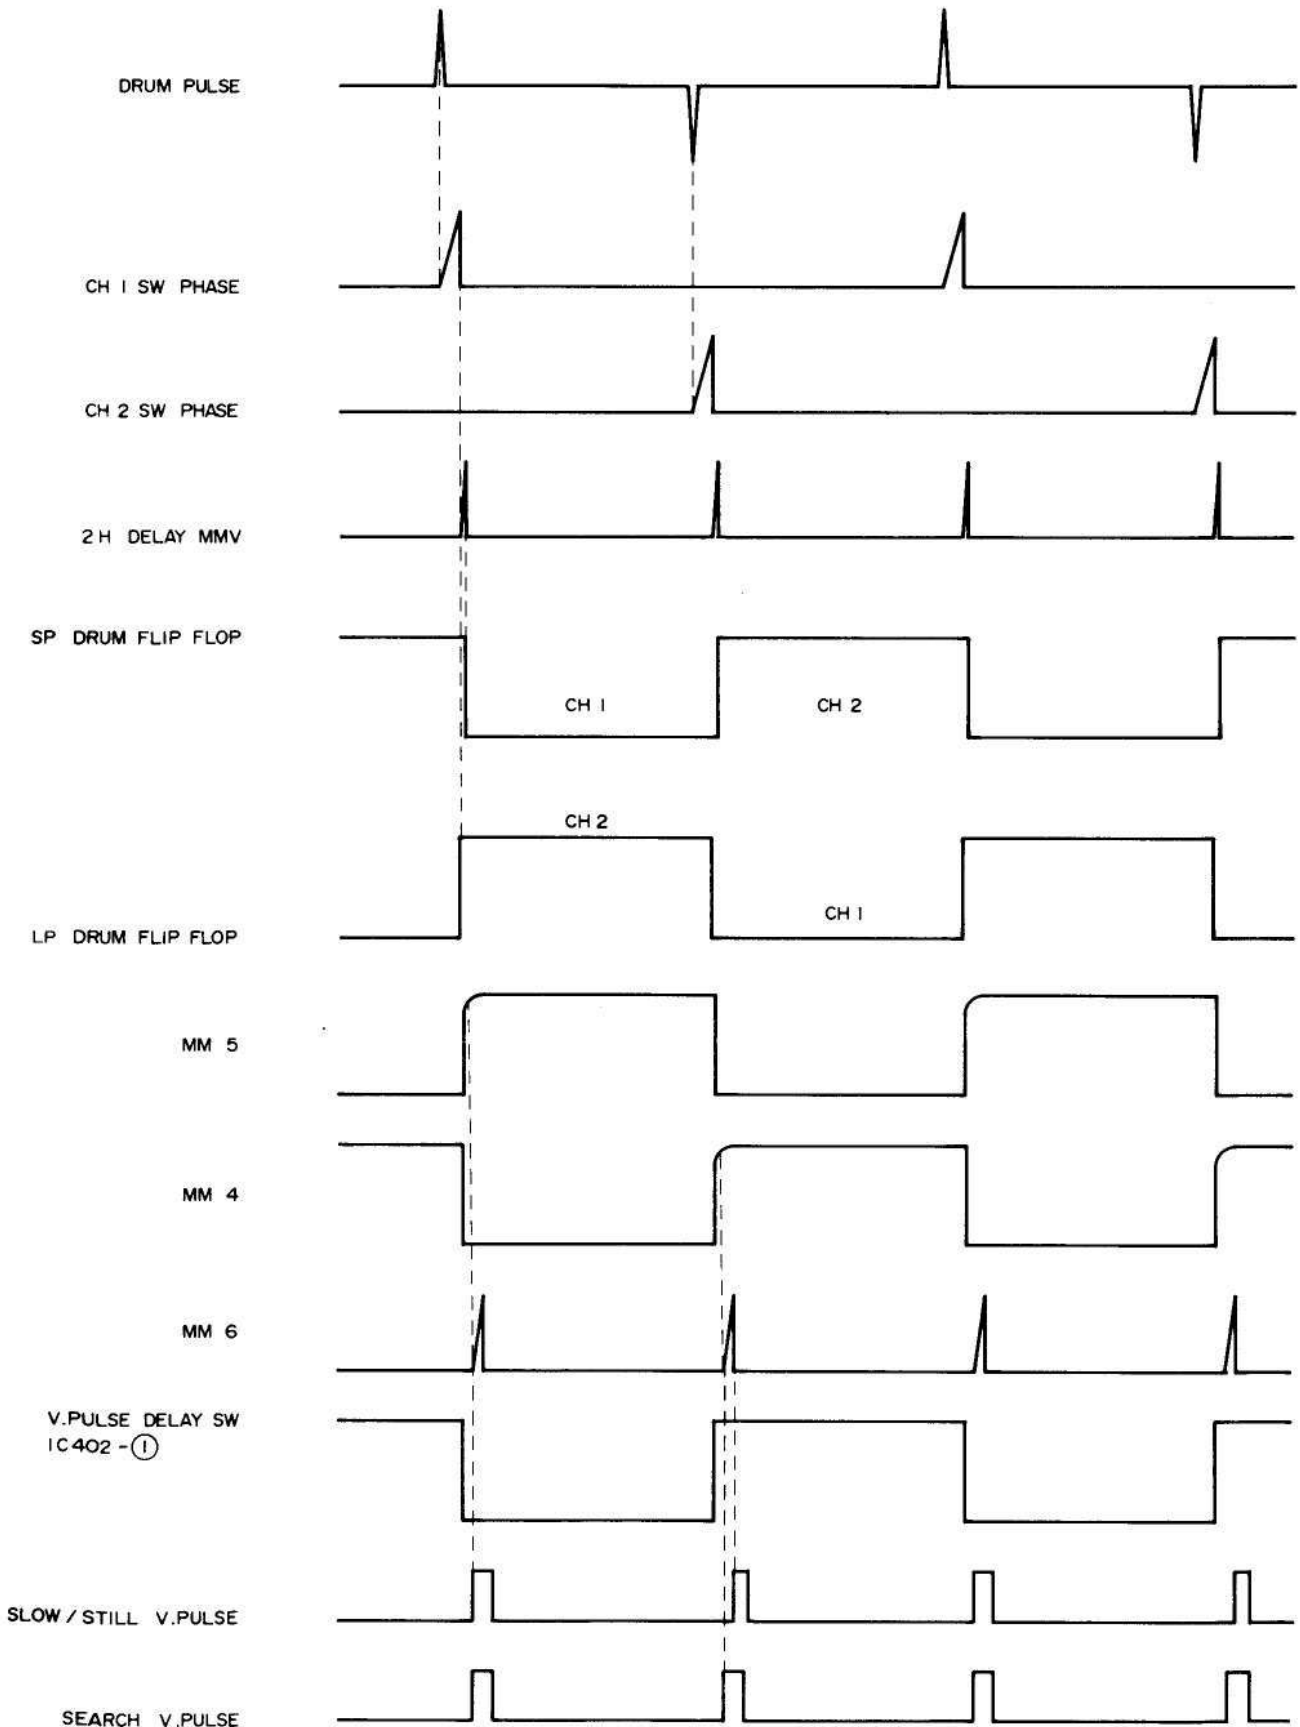 DRUM PULSE
CH 1 SW PHASE
CH 2 SW PHASE
2H DELAY MMV
SP DRUM FLIP FLOP
CH 1
CH 2
CH 2
CH 1
LP DRUM FLIP FLOP
MM 5
MM 4
MM 6
V.PULSE DELAY SW
IC402-①
SLOW/STILL V.PULSE
SEARCH V.PULSE